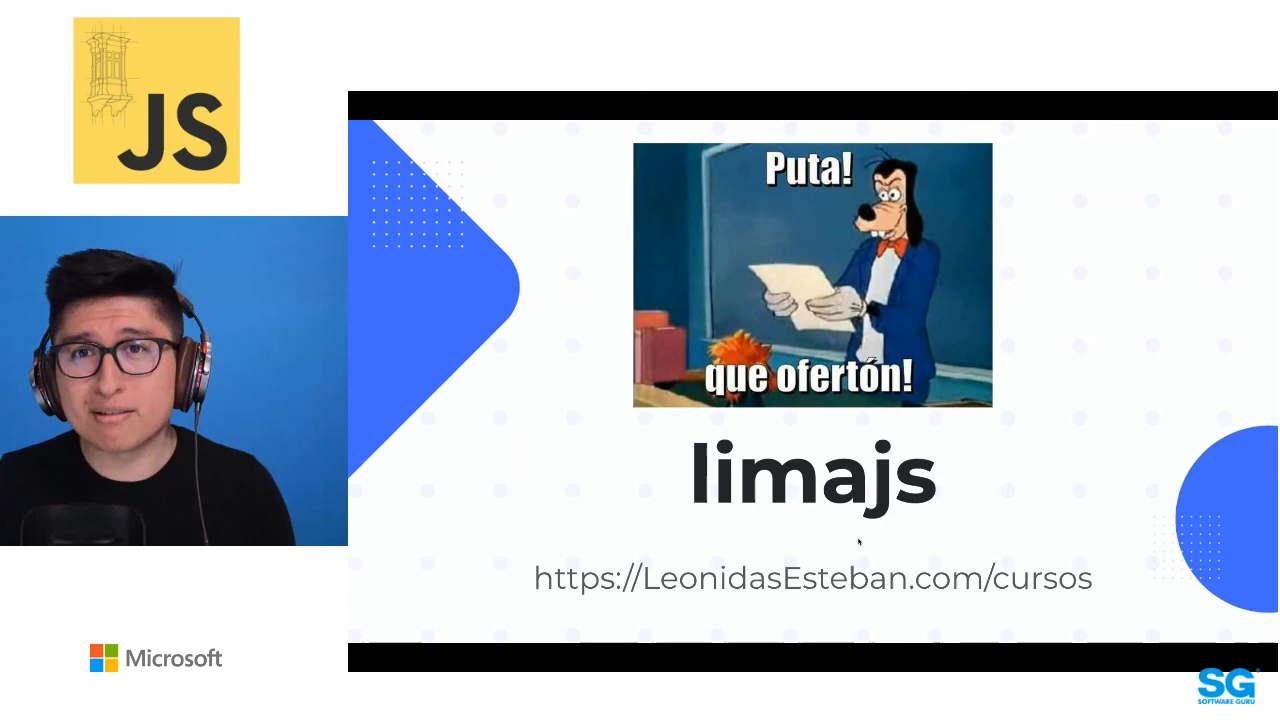 JS
Puta!
que ofertón!
limajs
https://LeonidasEsteban.com/cursos
Microsoft
SG
SOFTWARE GURU